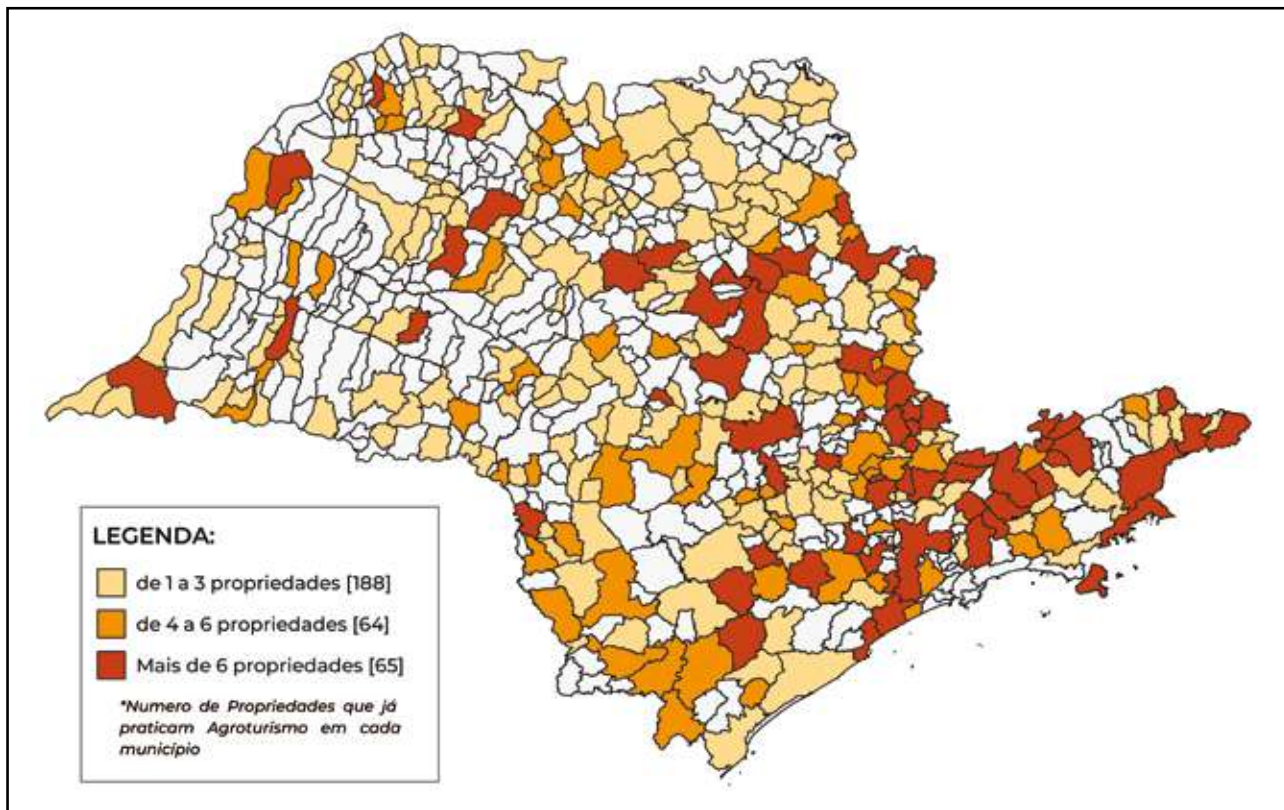 LEGENDA:
de 1 a 3 propriedades [188]
de 4 a 6 propriedades [64]
Mais de 6 propriedades [65]
*Numero de Propriedades que já
praticam Agroturismo em cada
município